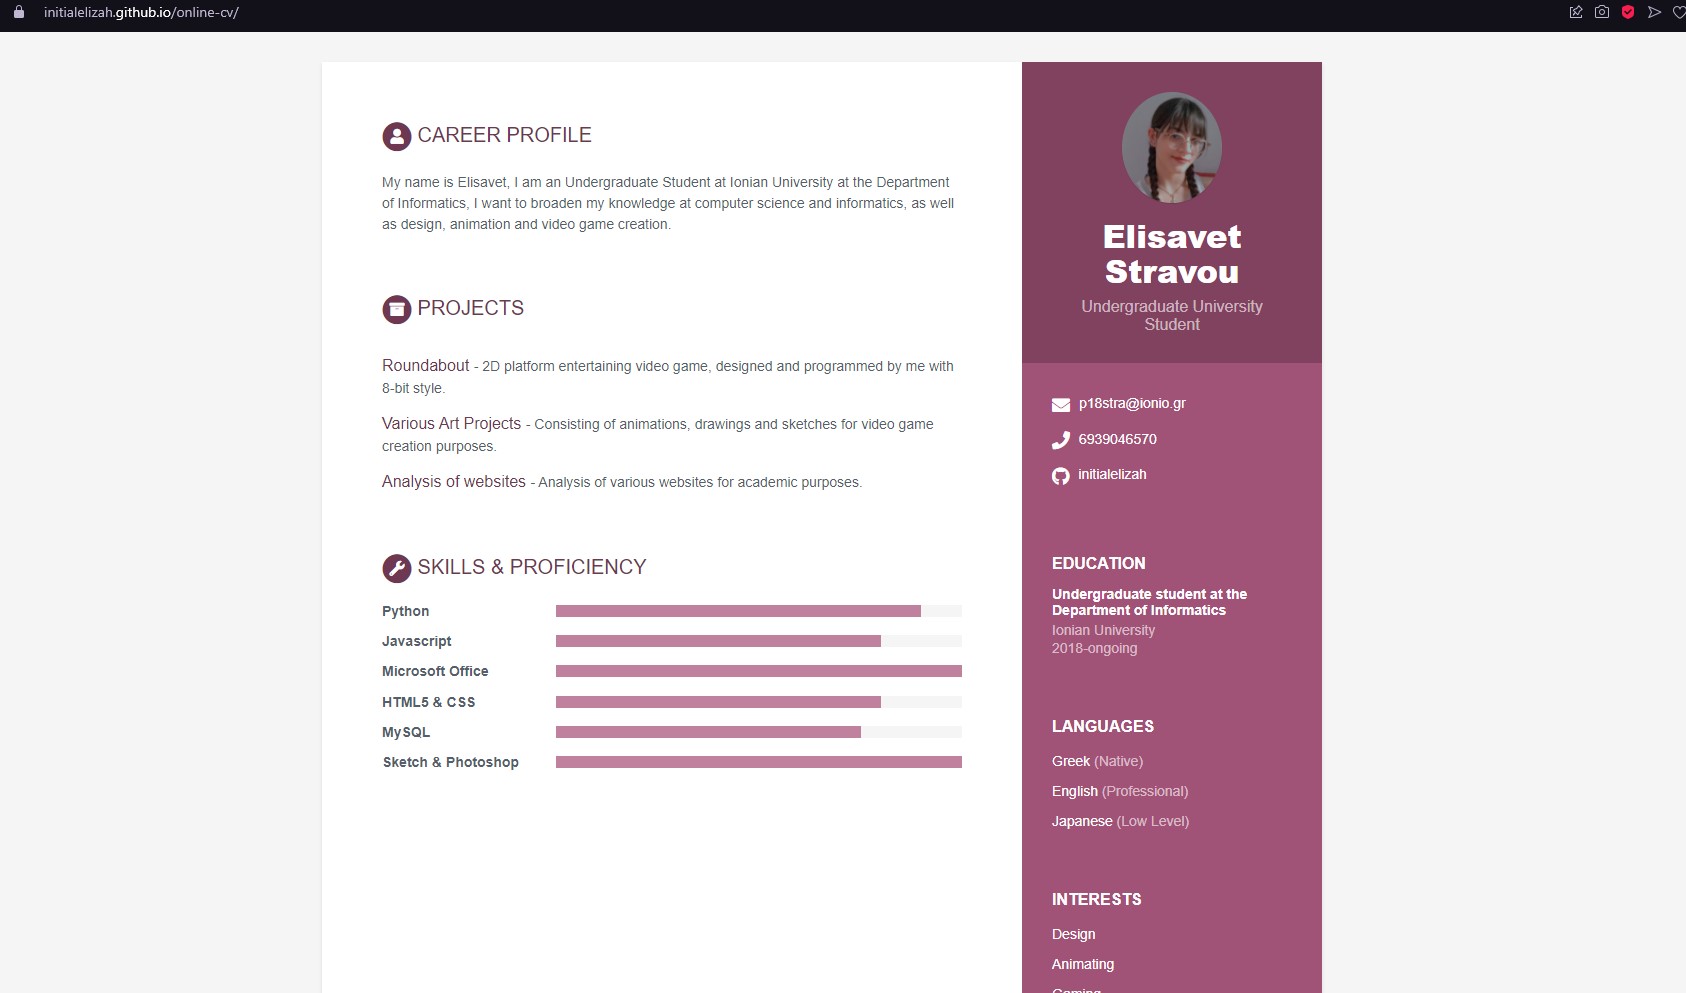 initialelizah.github.io/online-cv/
CAREER PROFILE
My name is Elisavet, I am an Undergraduate Student at Ionian University at the Department
of Informatics, I want to broaden my knowledge at computer science and informatics, as well
as design, animation and video game creation.
PROJECTS
Roundabout - 2D platform entertaining video game, designed and programmed by me with
8-bit style.
Various Art Projects - Consisting of animations, drawings and sketches for video game
creation purposes.
Analysis of websites - Analysis of various websites for academic purposes.
SKILLS & PROFICIENCY
Python
Javascript
Microsoft Office
HTML5 & CSS
MySQL
Sketch & Photoshop
Elisavet
Stravou
Undergraduate University
Student
p18stra@ionio.gr
6939046570
initialelizah
EDUCATION
Undergraduate student at the
Department of Informatics
Ionian University
2018-ongoing
LANGUAGES
Greek (Native)
English (Professional)
Japanese (Low Level)
INTERESTS
Design
Animating
Gaming